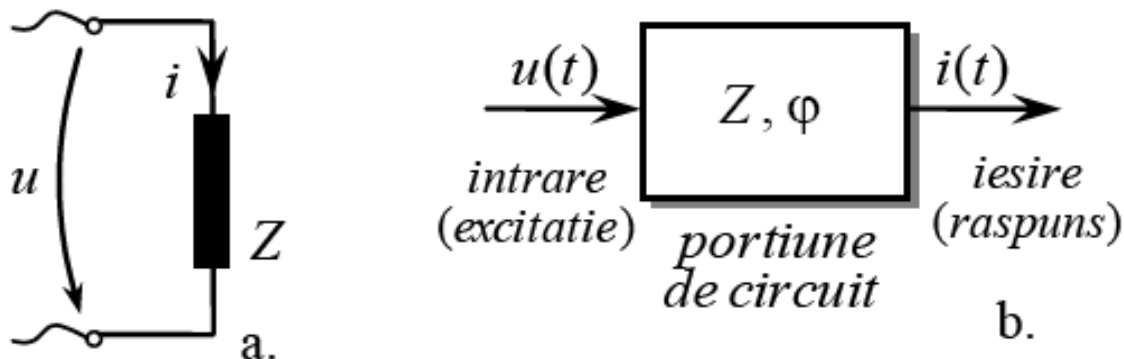 i
u
Z
a.
u(t)
Z , φ
i(t)
intrare
(excitatie)
iesire
(raspuns)
portiune
de circuit
b.